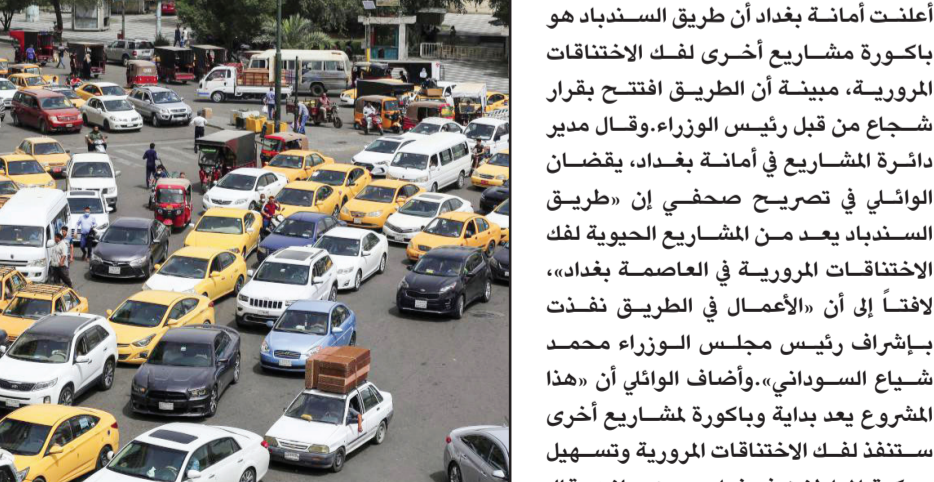 أعلنت أمانة بغداد أن طريق السندباد هو
باكورة مشاريع أخرى لفك الاختناقات
المرورية، مبينة أن الطريق افتتح بقرار
شجاع من قبل رئيس الوزراء.وقال مدير
دائرة المشاريع في أمانة بغداد، يقضان
الوائلي في تصريح صحفي إن «طريق
السندباد يعد من المشاريع الحيوية لفك
الاختناقات المرورية في العاصمة بغداد»،
لافتاً إلى أن «الأعمال في الطريق نفذت
بإشراف رئيس مجلس الوزراء محمد
شياع السوداني».وأضاف الوائلي أن «هذا
المشروع يعد بداية وباكورة لمشاريع أخرى
ستنفذ لفك الاختناقات المرورية وتسهيل